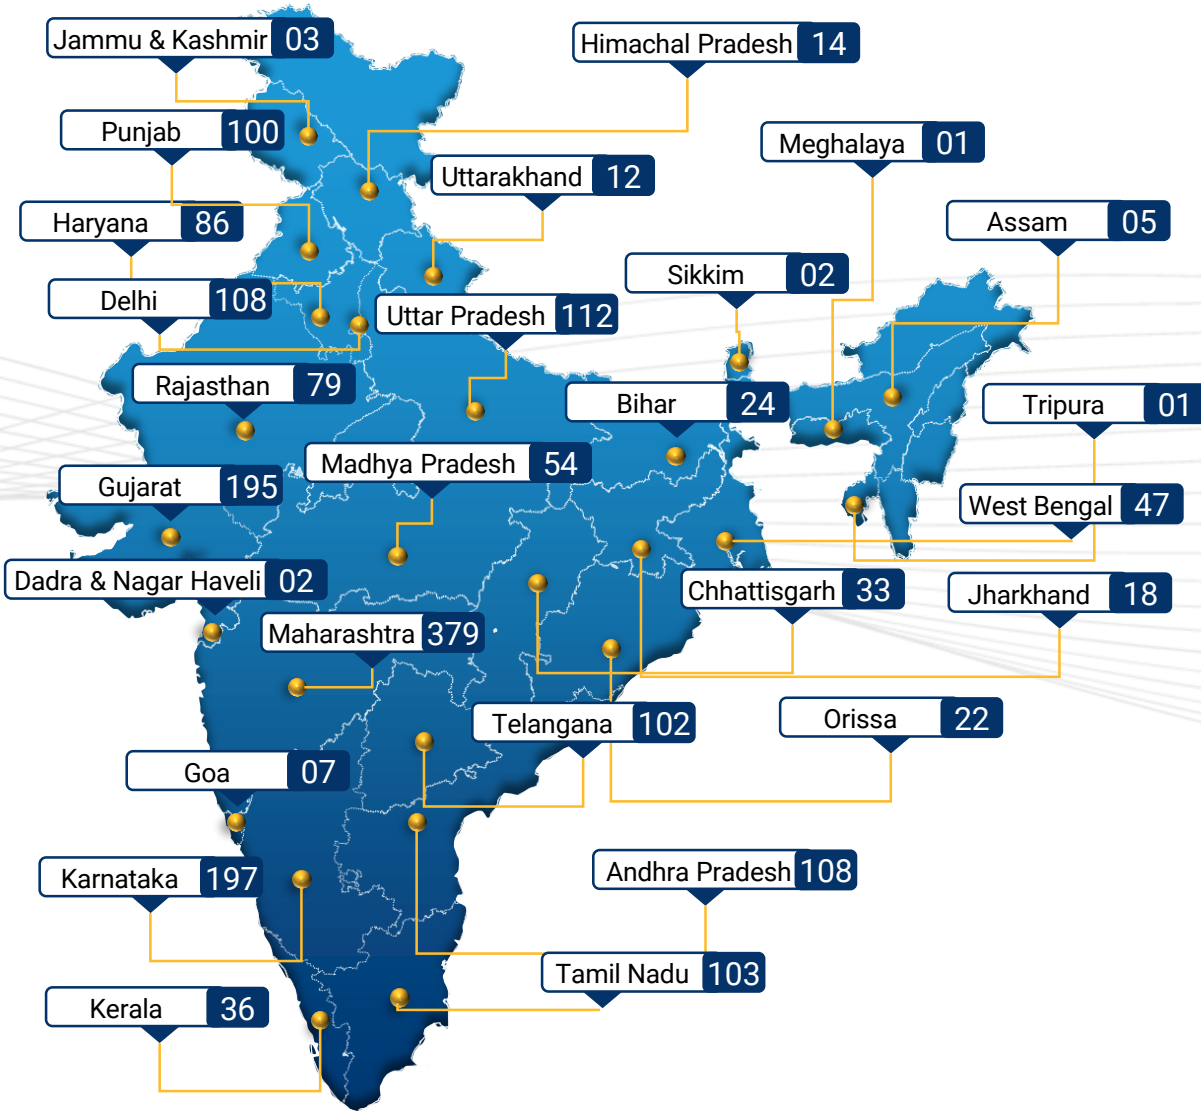 Jammu & Kashmir 03
Himachal Pradesh 14
Punjab 100
Meghalaya 01
Uttarakhand 12
Haryana 86
Assam 05
Sikkim 02
Delhi 108
Uttar Pradesh 112
Rajasthan 79
Bihar 24
Tripura 01
Madhya Pradesh 54
Gujarat 195
West Bengal 47
Dadra & Nagar Haveli 02
Chhattisgarh 33
Jharkhand 18
Maharashtra 379
Telangana 102
Orissa 22
Goa 07
Karnataka 197
Andhra Pradesh 108
Tamil Nadu 103
Kerala 36